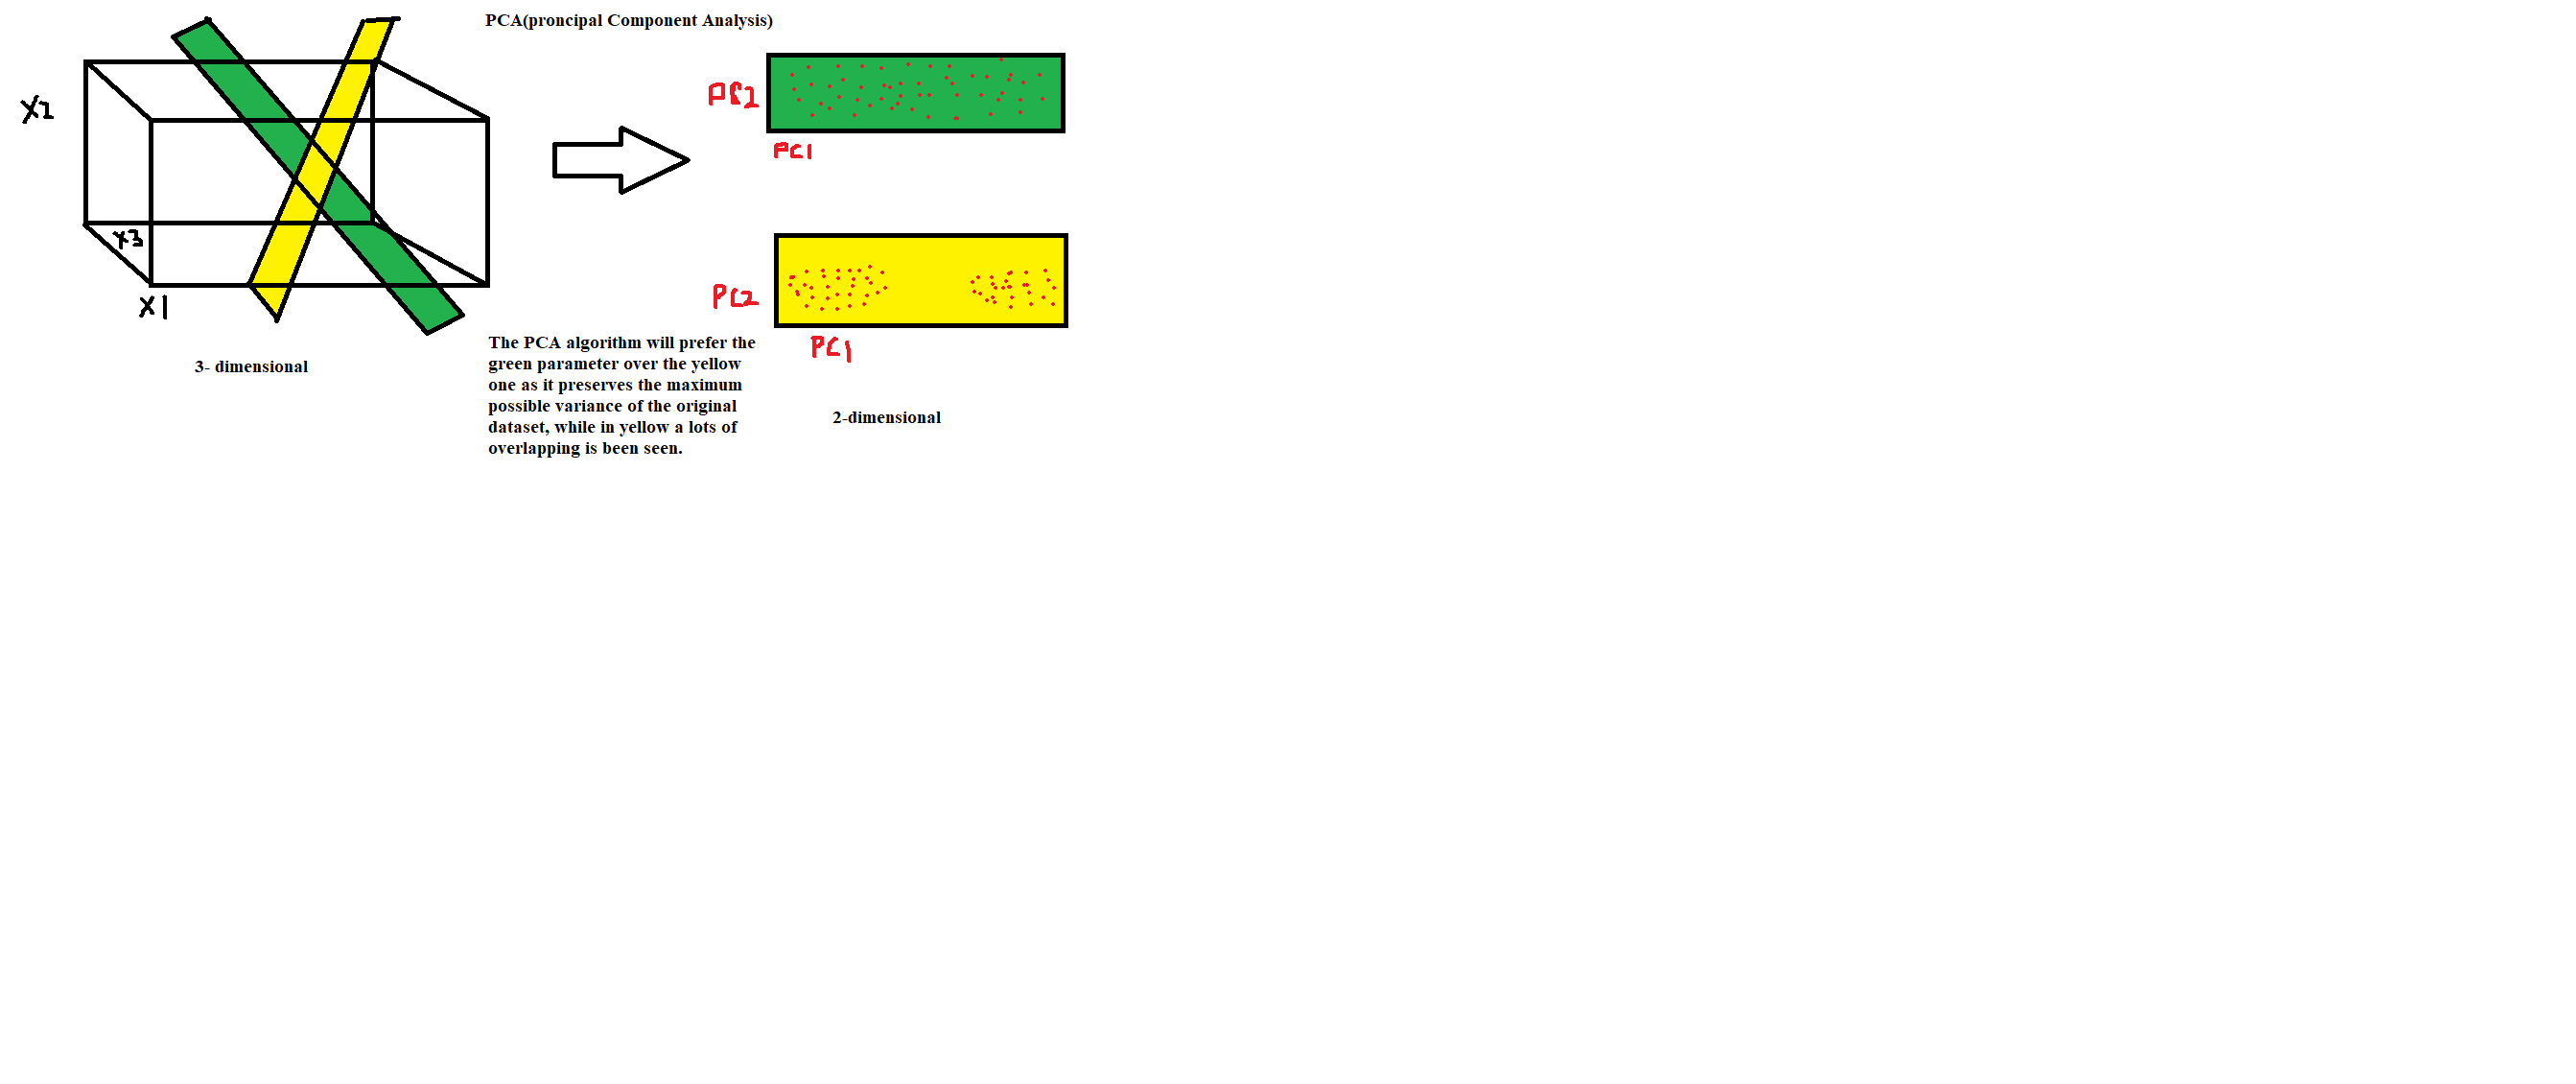 PCA(proncipal Component Analysis)
X2
X3
X1
3- dimensional
PC2
PC1
PC2
PC1
The PCA algorithm will prefer the
green parameter over the yellow
one as it preserves the maximum
possible variance of the original
dataset, while in yellow a lots of
overlapping is been seen.
2-dimensional